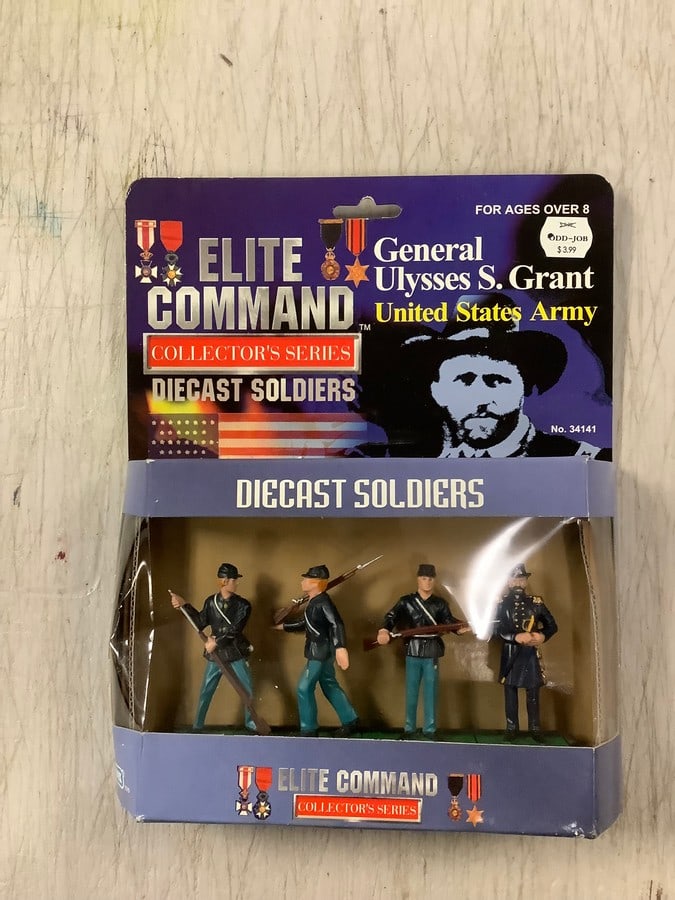 FOR AGES OVER 8
ODD-JOB
$3.99
ELITE
COMMAND™
COLLECTOR'S SERIES
DIECAST SOLDIERS
General
Ulysses S. Grant
United States Army
No. 34141
DIECAST SOLDIERS
ELITE COMMAND
COLLECTOR'S SERIES